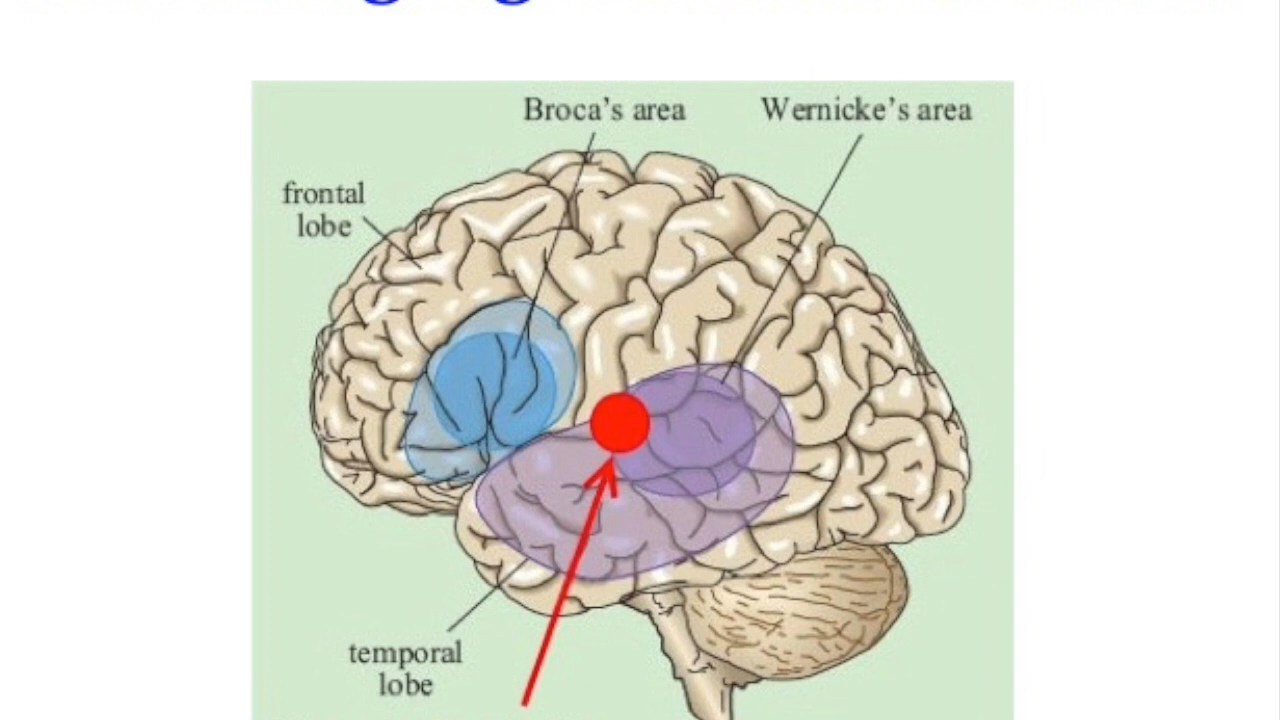 Broca's area
Wernicke's area
frontal
lobe
temporal
lobe